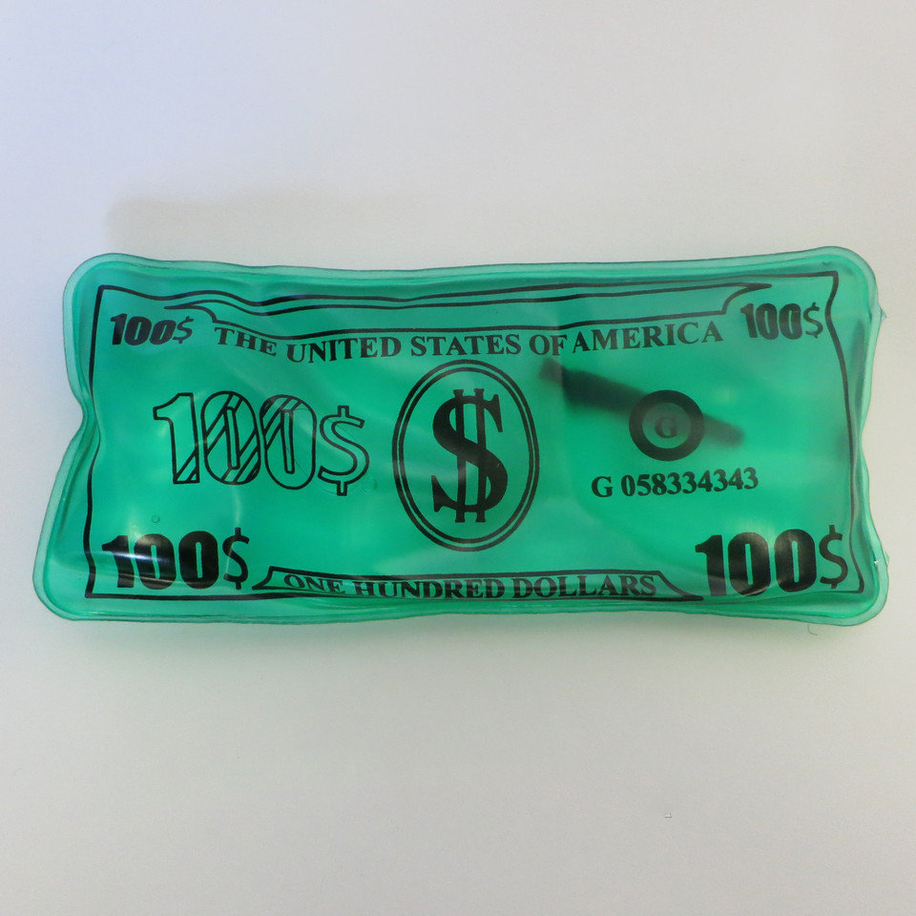 100$ THE UNITED STATES OF AMERICA 100$
100$ $ G
G 058334343
100$ ONE HUNDRED DOLLARS 100$